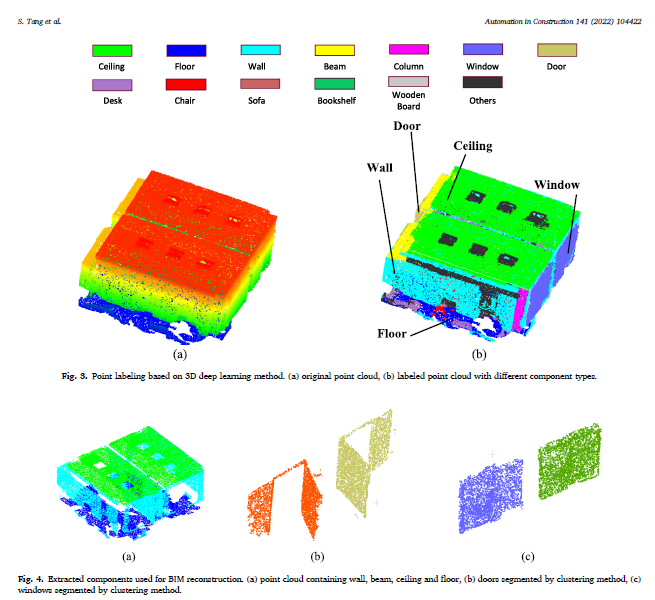 S. Tang et al.
Automation in Construction 141 (2022) 104422
Ceiling Floor Wall Beam Column Window Door
Desk Chair Sofa Bookshelf Wooden Board Others
Door
Ceiling
Wall
Window
Floor
(a)
(b)
Fig. 3. Point labeling based on 3D deep learning method. (a) original point cloud, (b) labeled point cloud with different component types.
(a)
(b)
(c)
Fig. 4. Extracted components used for BIM reconstruction. (a) point cloud containing wall, beam, ceiling and floor, (b) doors segmented by clustering method, (c)
windows segmented by clustering method.